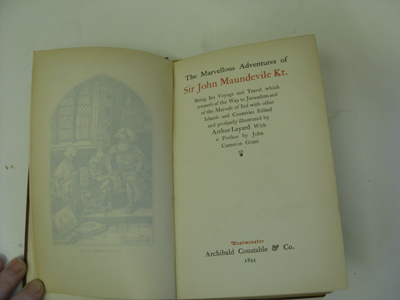 The Marvellous Adventures of
Sir John Maundevile Kt.
Being his Voyage and Travel which
treateth of the Way to Jerusalem and
of the Marvels of Ind with other
Islands and Countries Edited
and profusely illustrated by
Arthur Layard With
a Preface by John
Cameron Grant
Westminster
Archibald Constable & Co.
1895